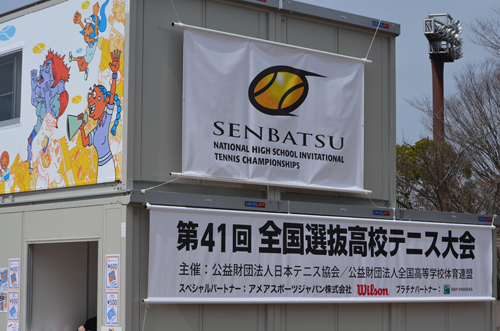 SENBATSU
NATIONAL HIGH SCHOOL INVITATIONAL
TENNIS CHAMPIONSHIPS
第41回 全国選抜高校テニス大会
主催：公益財団法人日本テニス協会／公益財団法人全国高等学校体育連盟
スペシャルパートナー：アメアスポーツジャパン株式会社 Wilson プラチナパートナー： BNP PARIBAS
¥600
¥500